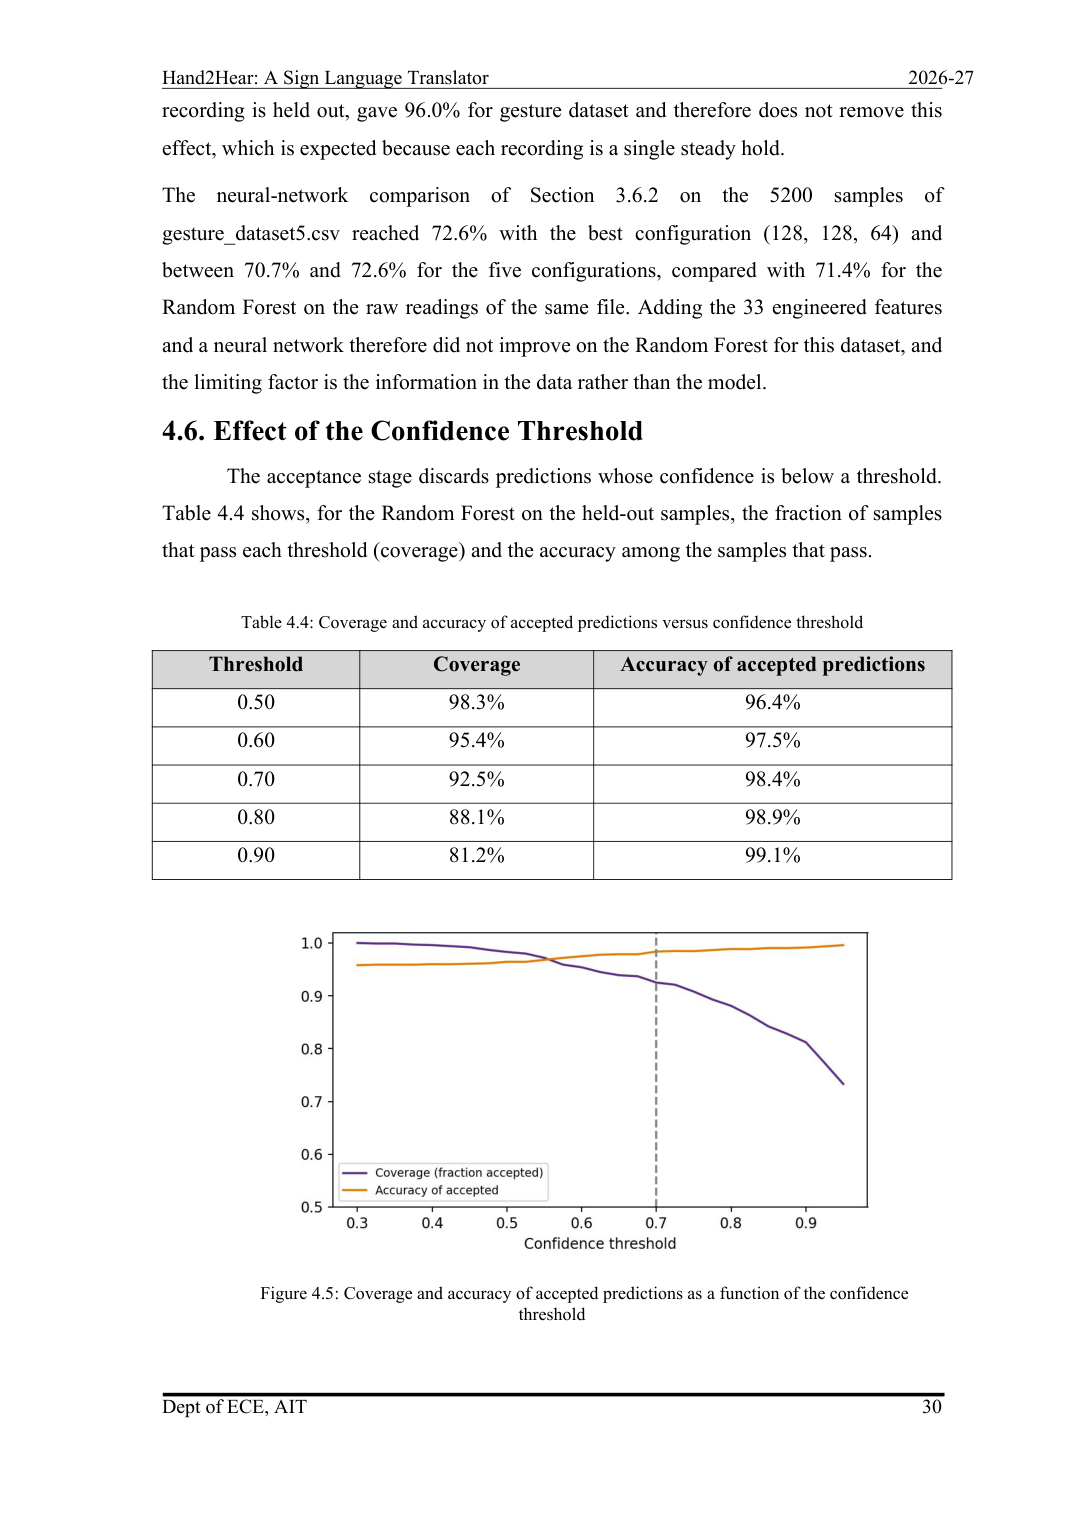 Hand2Hear: A Sign Language Translator 2026-27
recording is held out, gave 96.0% for gesture dataset and therefore does not remove this
effect, which is expected because each recording is a single steady hold.
The neural-network comparison of Section 3.6.2 on the 5200 samples of
gesture_dataset5.csv reached 72.6% with the best configuration (128, 128, 64) and
between 70.7% and 72.6% for the five configurations, compared with 71.4% for the
Random Forest on the raw readings of the same file. Adding the 33 engineered features
and a neural network therefore did not improve on the Random Forest for this dataset, and
the limiting factor is the information in the data rather than the model.
4.6. Effect of the Confidence Threshold
The acceptance stage discards predictions whose confidence is below a threshold.
Table 4.4 shows, for the Random Forest on the held-out samples, the fraction of samples
that pass each threshold (coverage) and the accuracy among the samples that pass.
Table 4.4: Coverage and accuracy of accepted predictions versus confidence threshold
Threshold Coverage Accuracy of accepted predictions
0.50 98.3% 96.4%
0.60 95.4% 97.5%
0.70 92.5% 98.4%
0.80 88.1% 98.9%
0.90 81.2% 99.1%
1.0
0.9
0.8
0.7
0.6
0.5
Coverage (fraction accepted)
Accuracy of accepted
0.3 0.4 0.5 0.6 0.7 0.8 0.9
Confidence threshold
Figure 4.5: Coverage and accuracy of accepted predictions as a function of the confidence
threshold
Dept of ECE, AIT 30